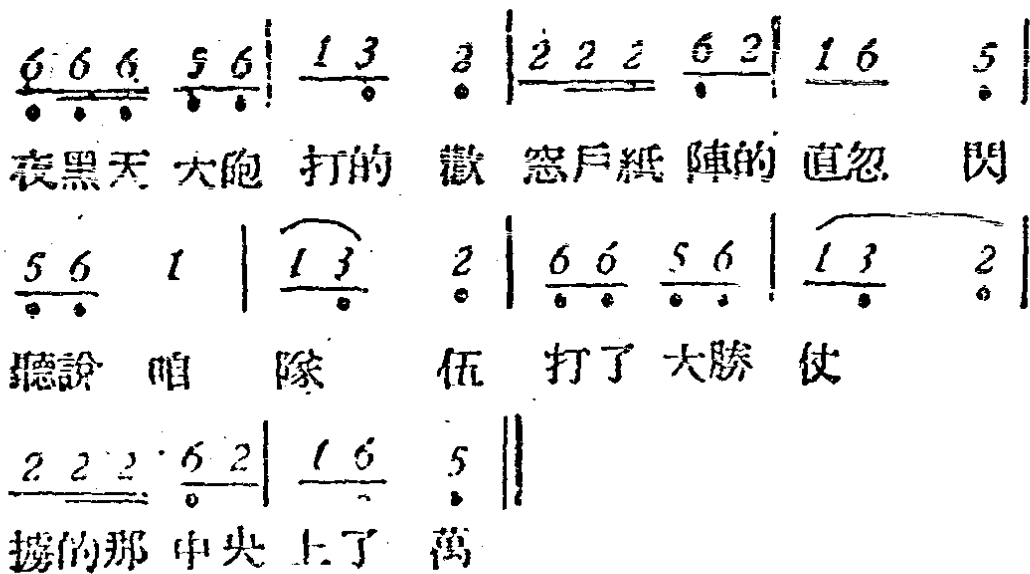 6 6 6 5 6 | 1 3 2 | 2 2 2 6 2 | 1 6 5 |
夜黑天 大砲 打的 歡 窓戶紙 陣的 直忽 閃
5 6 1 | 1 3 2 | 6 6 5 6 | 1 3 2 |
聽說 咱 隊 伍 打了 大勝 仗
2 2 2 6 2 | 1 6 5 ||
擄的那 中央 上了 萬